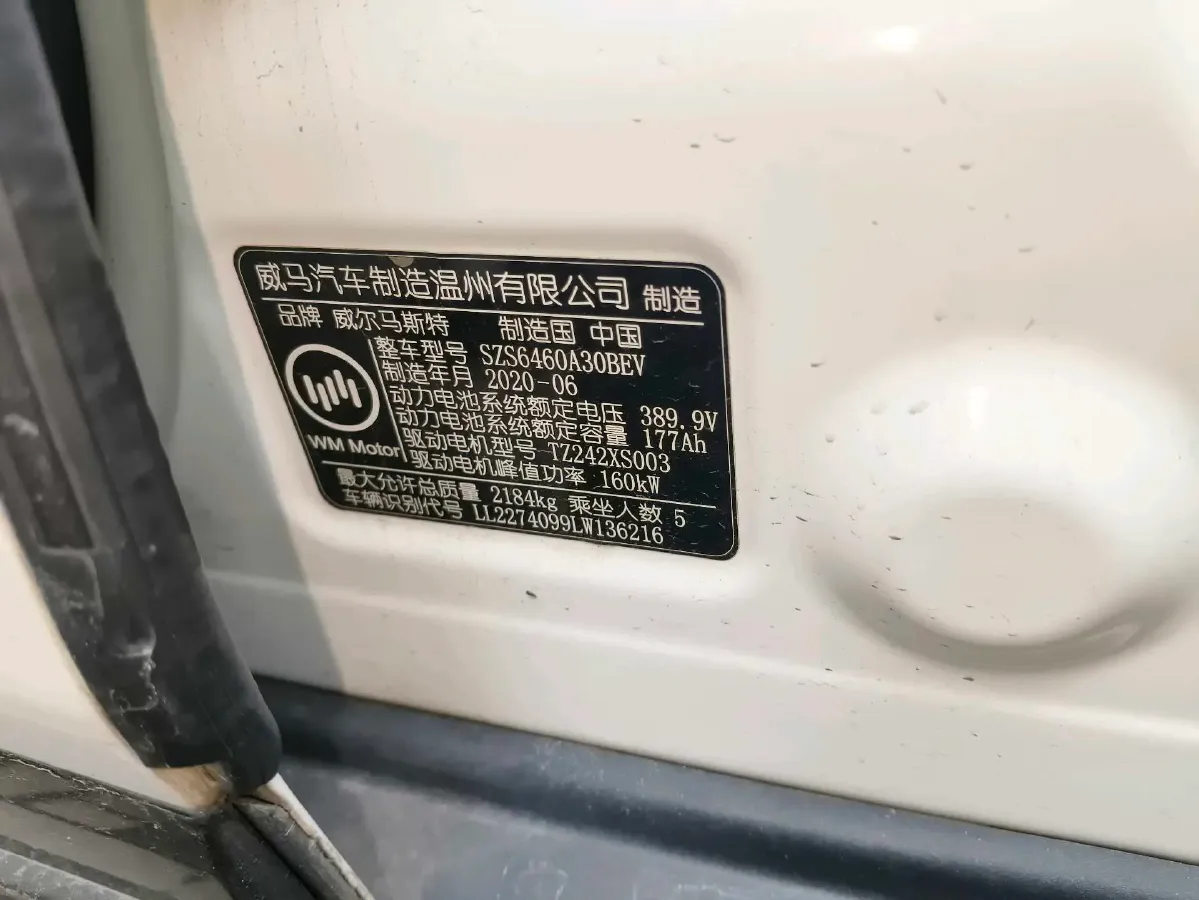 威马汽车制造温州有限公司 制造
品牌 威尔马斯特 制造国 中国
整车型号 SZS6460A30BEV
制造年月 2020-06
动力电池系统额定电压 389.9V
动力电池系统额定容量 177Ah
驱动电机型号 TZ242XS003
驱动电机峰值功率 160kW
WM Motor
最大允许总质量 2184kg 乘坐人数 5
车辆识别代号 LL2274099LW136216